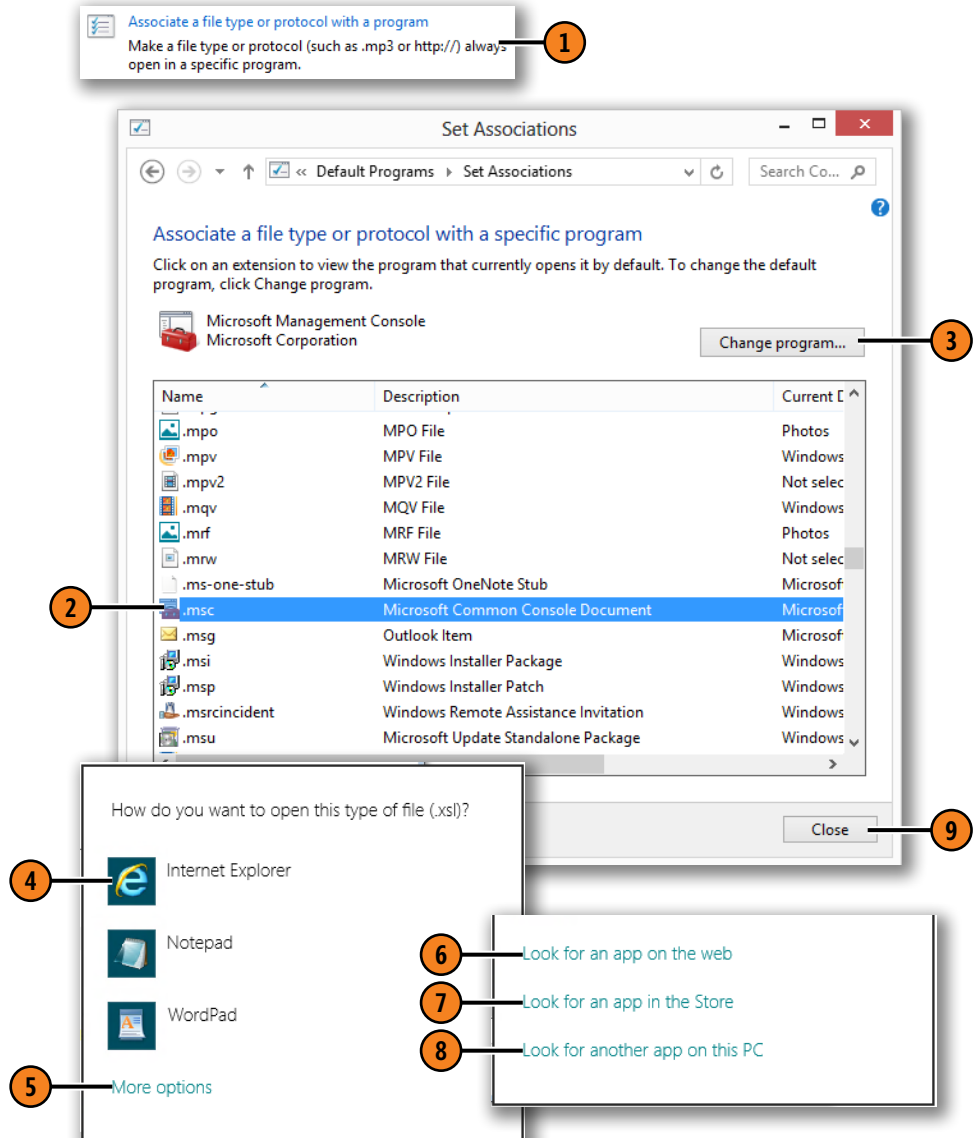 Associate a file type or protocol with a program
Make a file type or protocol (such as .mp3 or http://) always
open in a specific program.
1
Set Associations
« Default Programs Set Associations
Search Co...
Associate a file type or protocol with a specific program
Click on an extension to view the program that currently opens it by default. To change the default
program, click Change program.
Microsoft Management Console
Microsoft Corporation
Change program...
3
Name Description Current D
.mpo MPO File Photos
.mpv MPV File Windows
.mpv2 MPV2 File Not selec
.mqv MQV File Windows
.mrf MRF File Photos
.mrw MRW File Not selec
.ms-one-stub Microsoft OneNote Stub Microsof
2
.msc Microsoft Common Console Document Microsof
.msg Outlook Item Microsof
.msi Windows Installer Package Windows
.msp Windows Installer Patch Windows
.msrcincident Windows Remote Assistance Invitation Windows
.msu Microsoft Update Standalone Package Windows
Close
9
How do you want to open this type of file (.xsl)?
4
Internet Explorer
Notepad
WordPad
5
More options
6
Look for an app on the web
7
Look for an app in the Store
8
Look for another app on this PC